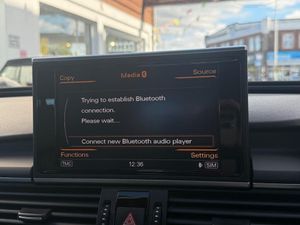 Copy Media Source
Trying to establish Bluetooth
connection.
Please wait...
Connect new Bluetooth audio player
Functions Settings
TMC 12:36 SIM